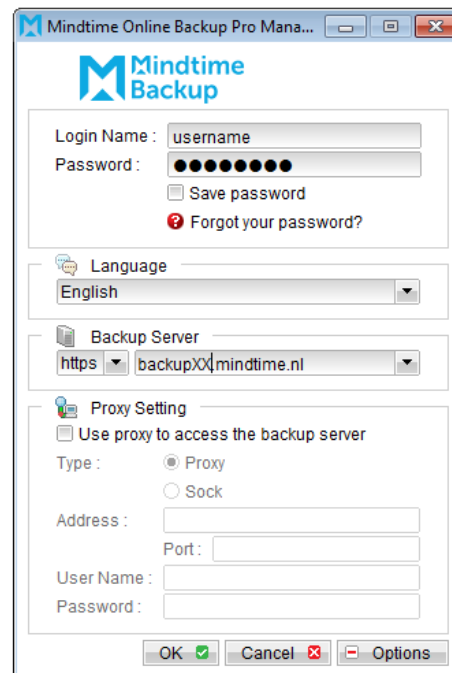 Mindtime Online Backup Pro Mana...
Mindtime
Backup
Login Name : username
Password : ●●●●●●●●
Save password
Forgot your password?
Language
English
Backup Server
https backupXX.mindtime.nl
Proxy Setting
Use proxy to access the backup server
Type : Proxy
Sock
Address :
Port :
User Name :
Password :
OK Cancel Options